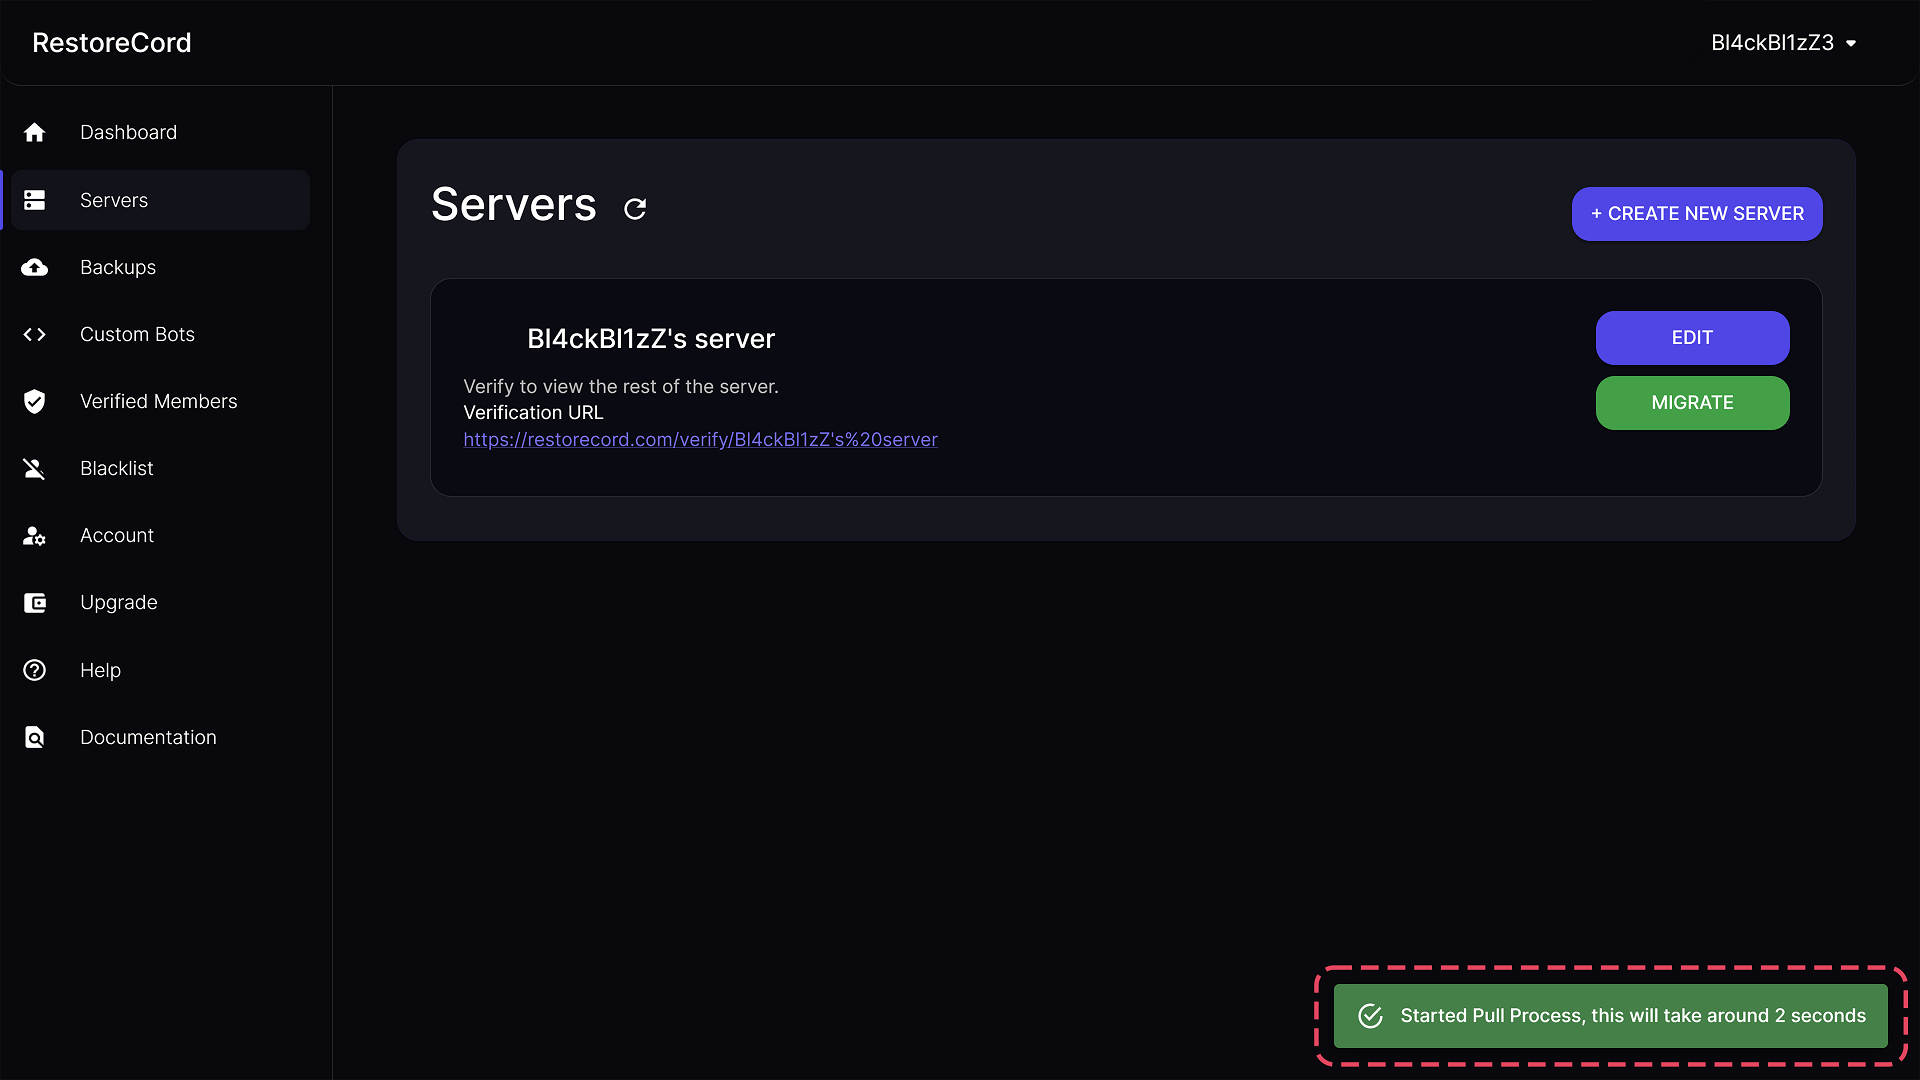 RestoreCord
Bl4ckBl1zZ3
Dashboard
Servers
Backups
Custom Bots
Verified Members
Blacklist
Account
Upgrade
Help
Documentation
Servers
+ CREATE NEW SERVER
Bl4ckBl1zZ's server
Verify to view the rest of the server.
Verification URL
https://restorecord.com/verify/Bl4ckBl1zZ's%20server
EDIT
MIGRATE
Started Pull Process, this will take around 2 seconds